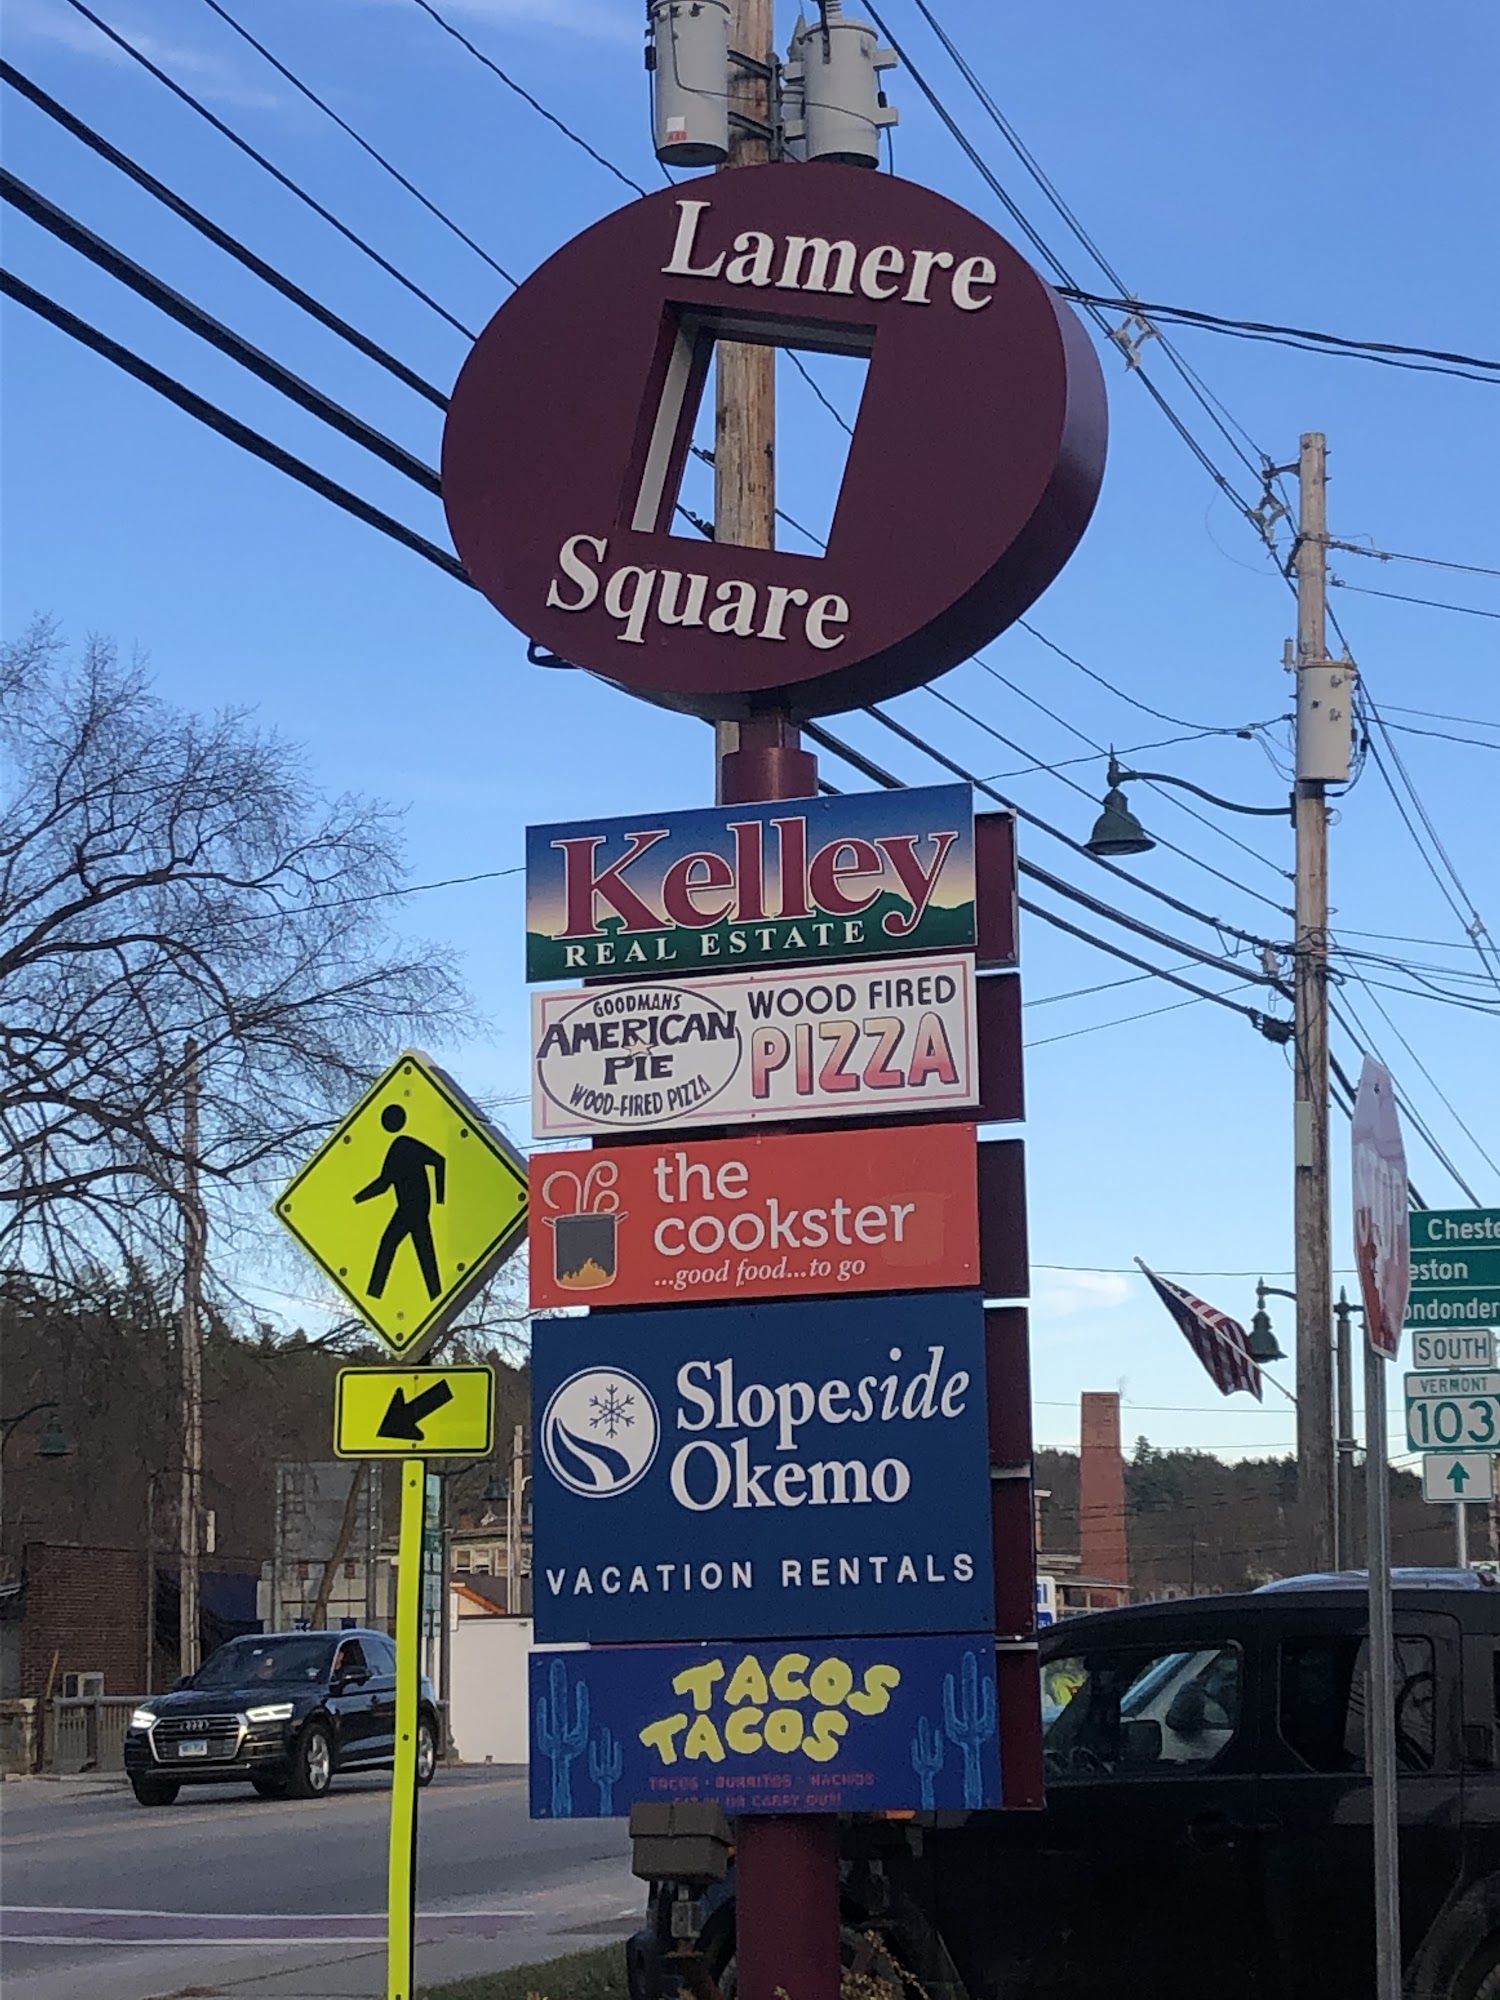 Lamere
Square
Kelley
REAL ESTATE
GOODMANS
AMERICAN
PIE
WOOD-FIRED PIZZA
WOOD FIRED
PIZZA
the
cookster
...good food...to go
Slopeside
Okemo
VACATION RENTALS
TACOS
TACOS
TACOS · BURRITOS · NACHOS
STOP
SOUTH
VERMONT
103